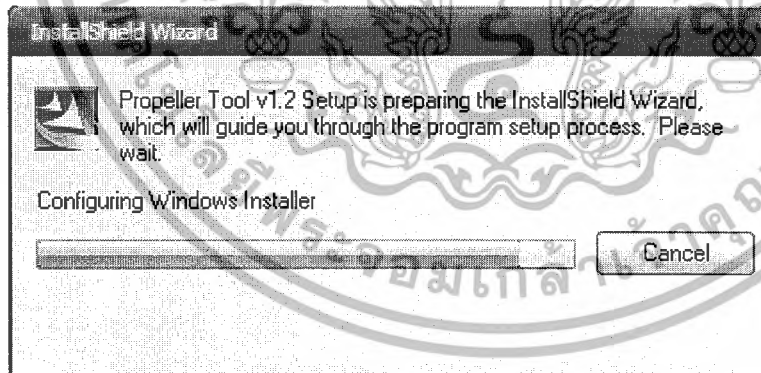 InstallShield Wizard
Propeller Tool v1.2 Setup is preparing the InstallShield Wizard,
which will guide you through the program setup process. Please
wait.
Configuring Windows Installer
Cancel